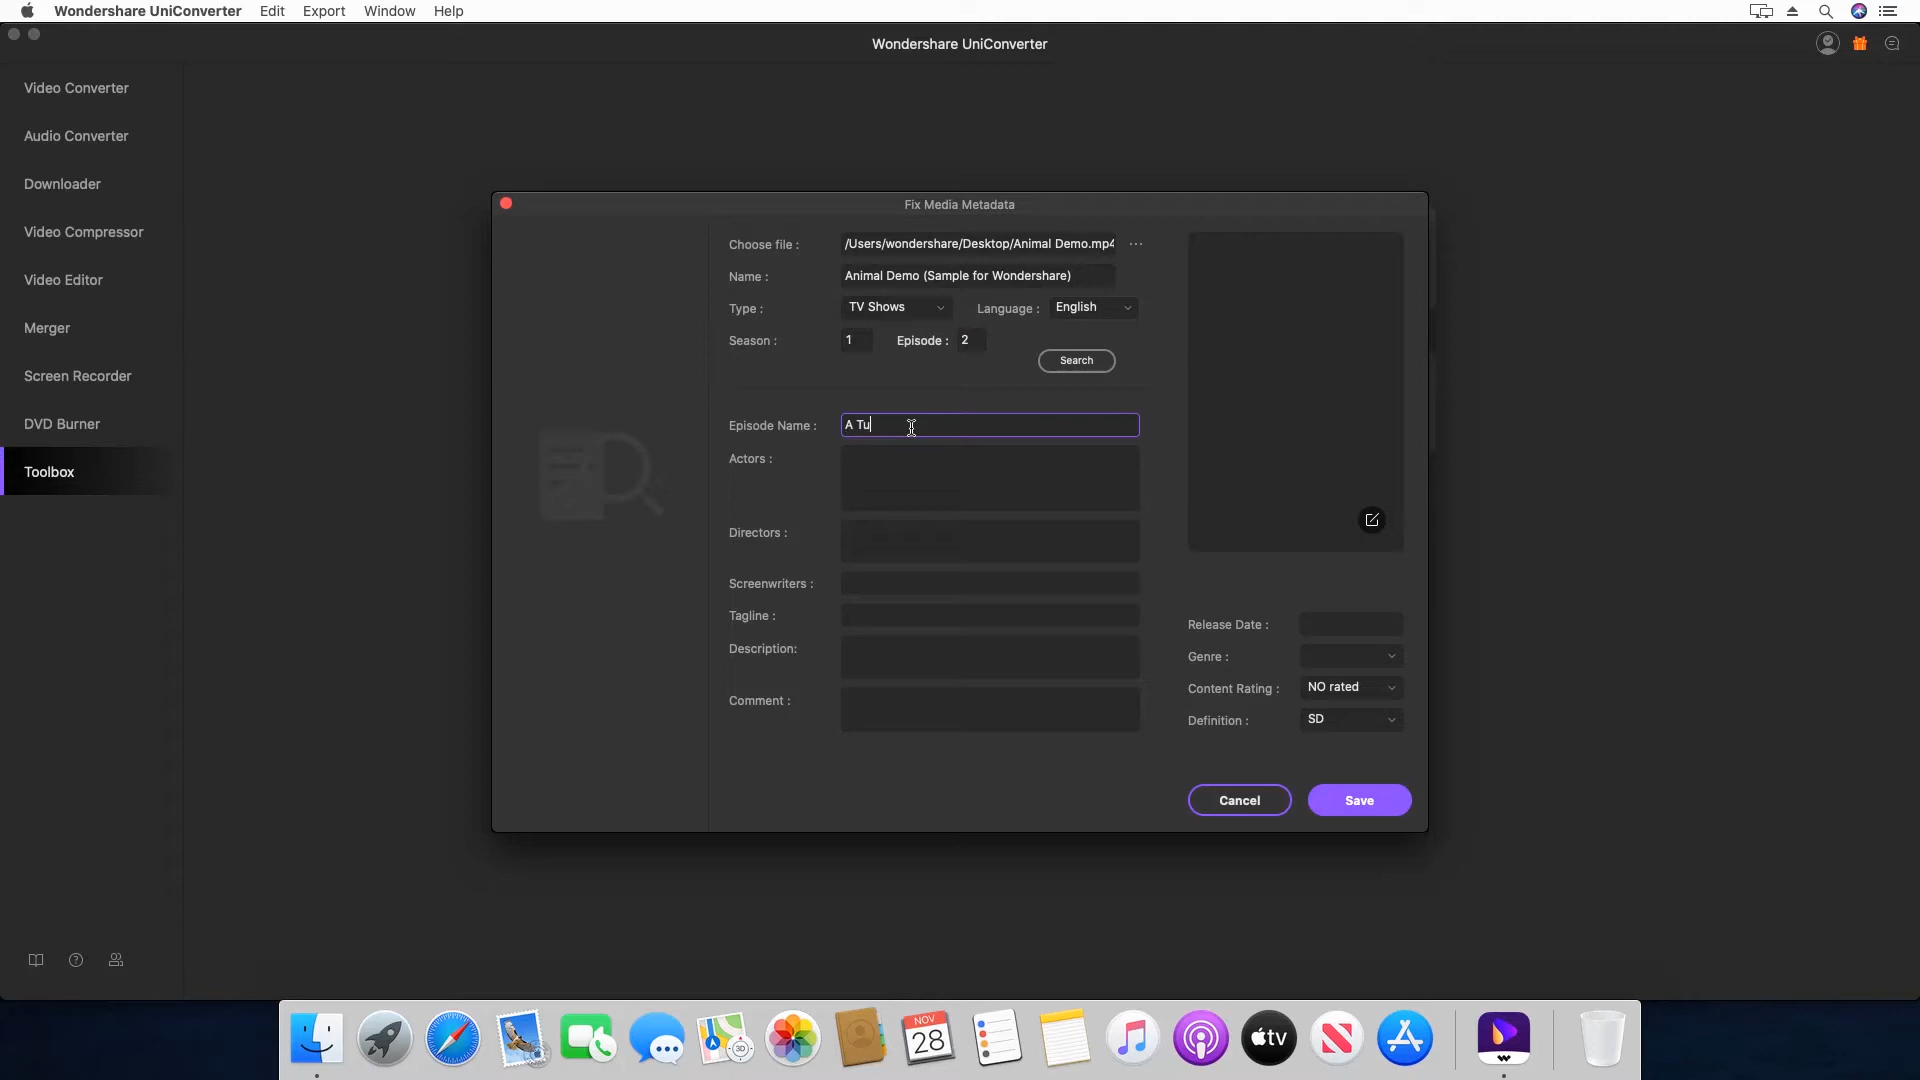 Wondershare UniConverter Edit Export Window Help
Wondershare UniConverter
Video Converter
Audio Converter
Downloader
Video Compressor
Video Editor
Merger
Screen Recorder
DVD Burner
Toolbox
Fix Media Metadata
Choose file : /Users/wondershare/Desktop/Animal Demo.mp4 ...
Name : Animal Demo (Sample for Wondershare)
Type : TV Shows Language : English
Season : 1 Episode : 2
Search
Episode Name : A Tu
Actors :
Directors :
Screenwriters :
Tagline :
Description:
Comment :
Release Date :
Genre :
Content Rating : NO rated
Definition : SD
Cancel Save
NOV
28
3D
tv